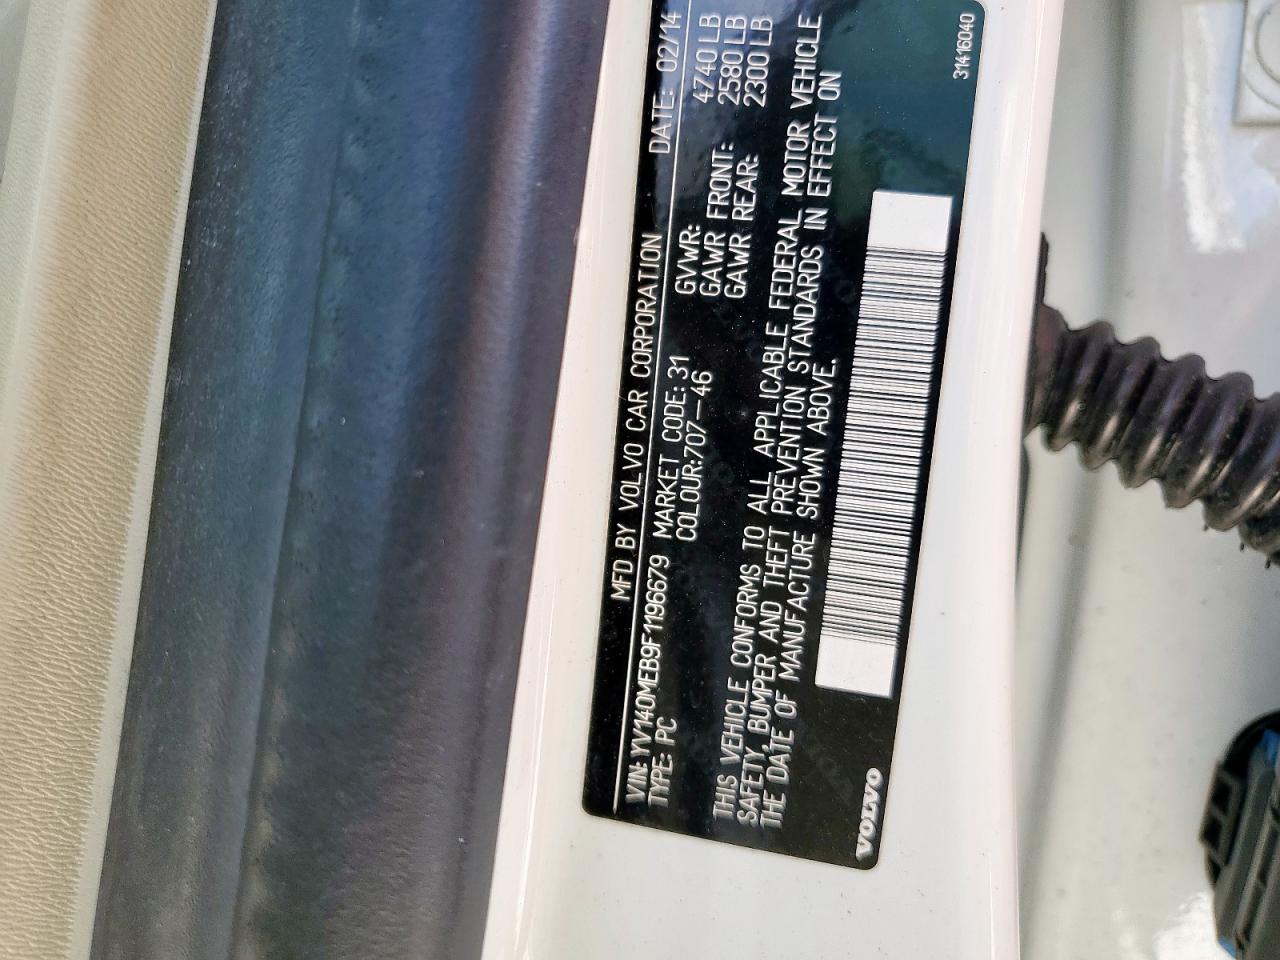 MFD BY VOLVO CAR CORPORATION DATE: 02/14
VIN: YV140MEB9F1196679 MARKET CODE: 31 GVWR: 4740 LB
TYPE: PC COLOUR: 707-46 GAWR FRONT: 2580 LB
GAWR REAR: 2300 LB
THIS VEHICLE CONFORMS TO ALL APPLICABLE FEDERAL MOTOR VEHICLE
SAFETY, BUMPER AND THEFT PREVENTION STANDARDS IN EFFECT ON
THE DATE OF MANUFACTURE SHOWN ABOVE.
VOLVO
31416040